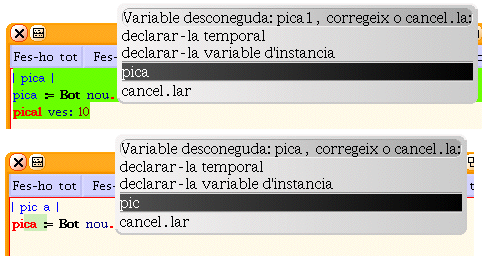 Variable desconeguda: pica1, corregeix o cancel.la:
declarar-la temporal
declarar-la variable d'instancia
pica
cancel.lar
Fes-ho tot Fes-
| pica |
pica := Bot nou.
pica1 ves: 10
Variable desconeguda: pica, corregeix o cancel.la:
declarar-la temporal
declarar-la variable d'instancia
pic
cancel.lar
Fes-ho tot Fes-
| pic a |
pica := Bot nou.